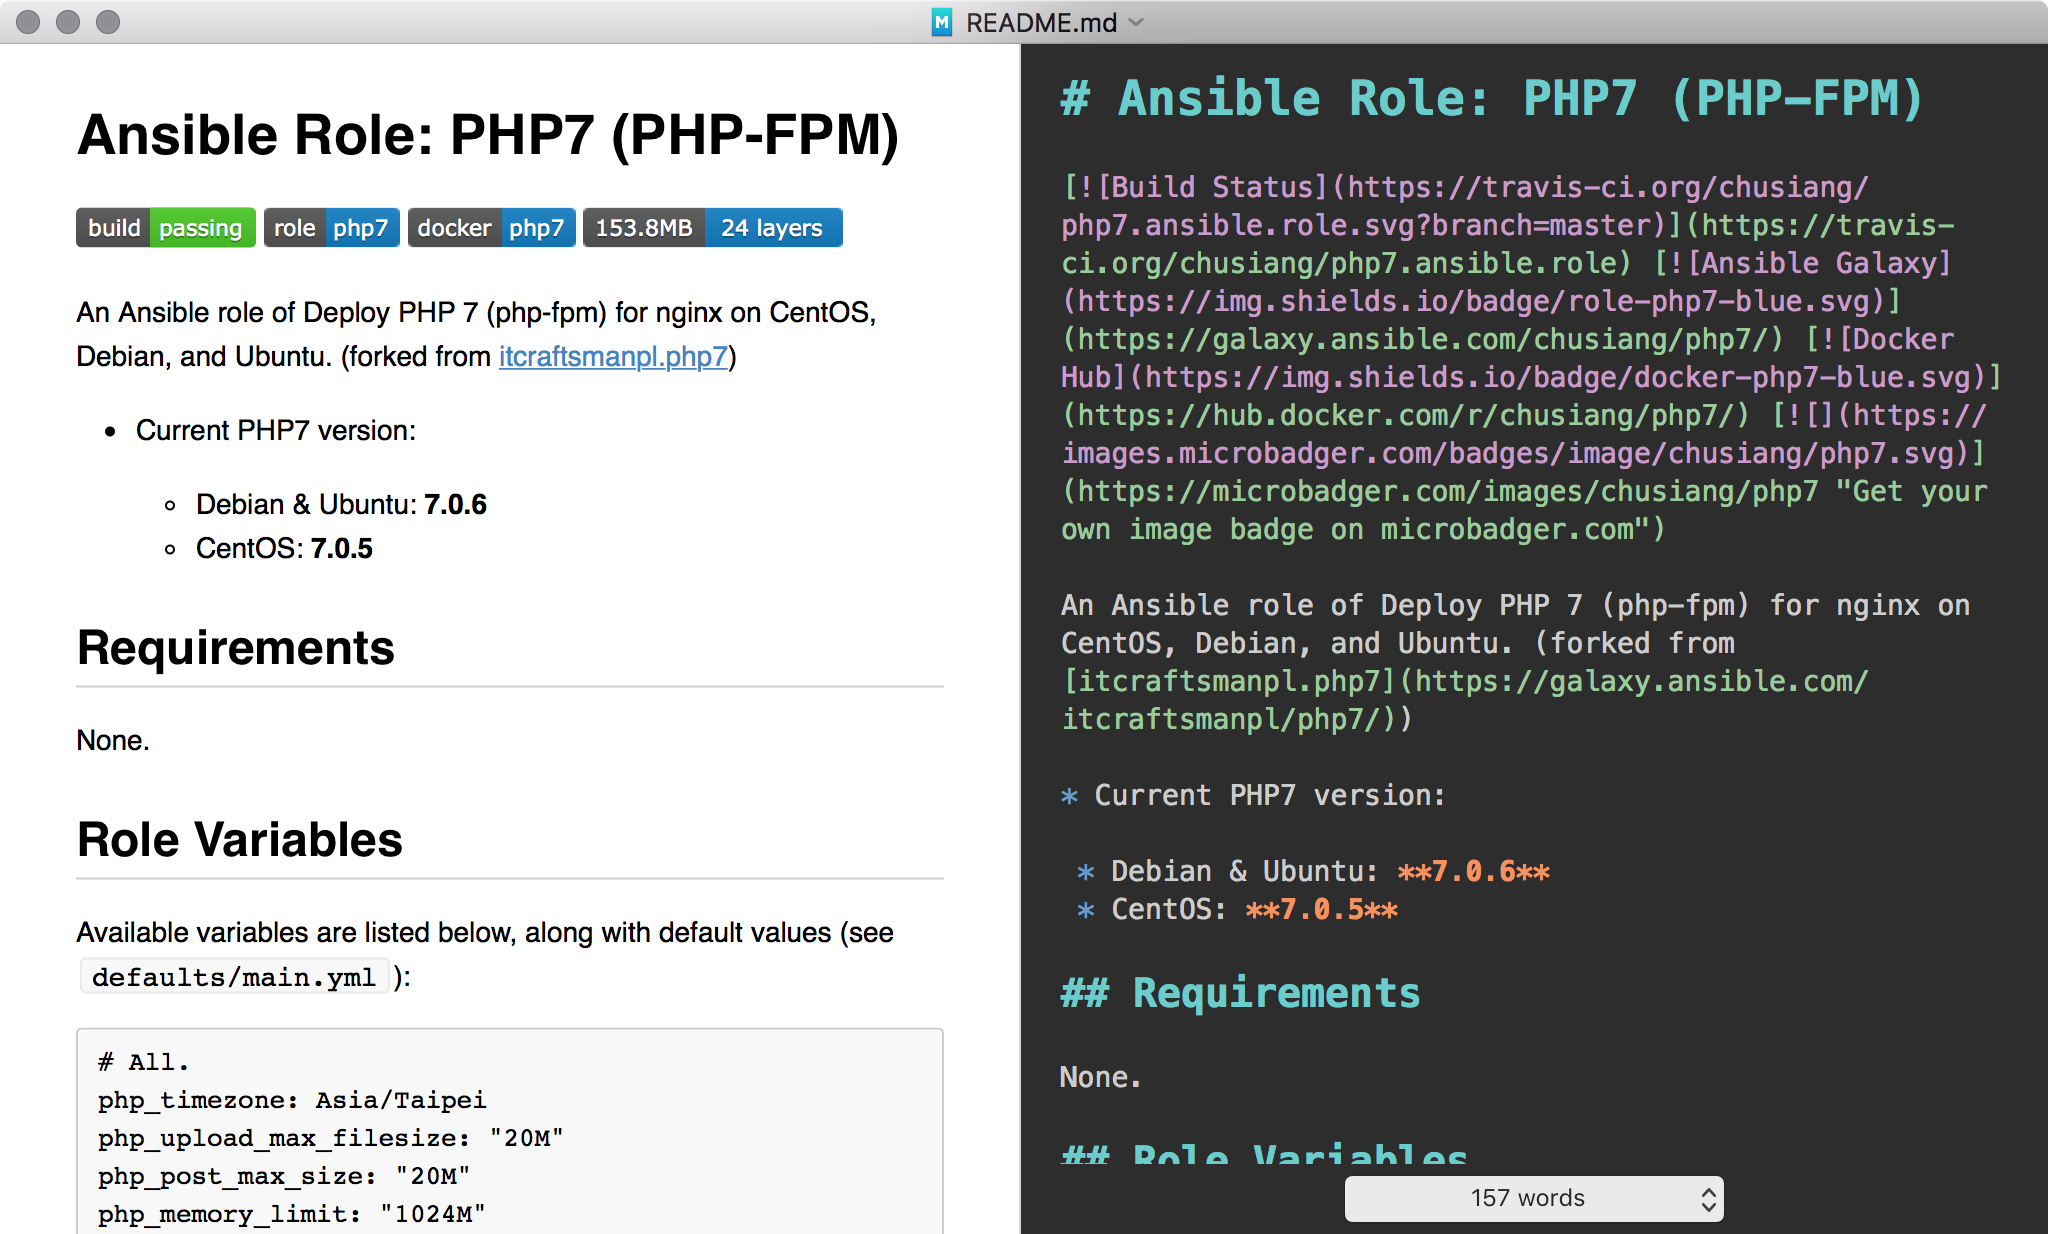 README.md
Ansible Role: PHP7 (PHP-FPM)
build passing role php7 docker php7 153.8MB 24 layers
An Ansible role of Deploy PHP 7 (php-fpm) for nginx on CentOS,
Debian, and Ubuntu. (forked from itcraftsmanpl.php7)
• Current PHP7 version:
◦ Debian & Ubuntu: 7.0.6
◦ CentOS: 7.0.5
Requirements
None.
Role Variables
Available variables are listed below, along with default values (see
defaults/main.yml ):
# All.
php_timezone: Asia/Taipei
php_upload_max_filesize: "20M"
php_post_max_size: "20M"
php_memory_limit: "1024M"
# Ansible Role: PHP7 (PHP-FPM)
[![Build Status](https://travis-ci.org/chusiang/
php7.ansible.role.svg?branch=master)](https://travis-
ci.org/chusiang/php7.ansible.role) [![Ansible Galaxy]
(https://img.shields.io/badge/role-php7-blue.svg)]
(https://galaxy.ansible.com/chusiang/php7/) [![Docker
Hub](https://img.shields.io/badge/docker-php7-blue.svg)]
(https://hub.docker.com/r/chusiang/php7/) [![](https://
images.microbadger.com/badges/image/chusiang/php7.svg)]
(https://microbadger.com/images/chusiang/php7 "Get your
own image badge on microbadger.com")
An Ansible role of Deploy PHP 7 (php-fpm) for nginx on
CentOS, Debian, and Ubuntu. (forked from
[itcraftsmanpl.php7](https://galaxy.ansible.com/
itcraftsmanpl/php7/))
* Current PHP7 version:
* Debian & Ubuntu: **7.0.6**
* CentOS: **7.0.5**
## Requirements
None.
## Role Variables
157 words